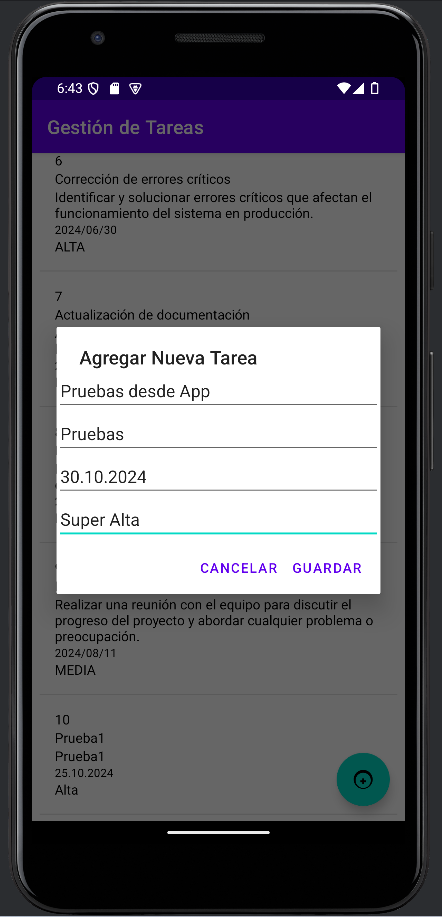 6:43
Gestión de Tareas
6
Corrección de errores críticos
Identificar y solucionar errores críticos que afectan el
funcionamiento del sistema en producción.
2024/06/30
ALTA
7
Actualización de documentación
Agregar Nueva Tarea
Pruebas desde App
Pruebas
30.10.2024
Super Alta
CANCELAR GUARDAR
Realizar una reunión con el equipo para discutir el
progreso del proyecto y abordar cualquier problema o
preocupación.
2024/08/11
MEDIA
10
Prueba1
Prueba1
25.10.2024
Alta